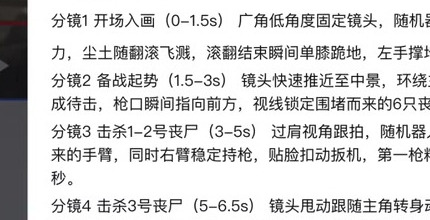 分镜1 开场入画（0-1.5s） 广角低角度固定镜头，随机器
力，尘土随翻滚飞溅，滚翻结束瞬间单膝跪地，左手撑地
分镜2 备战起势（1.5-3s） 镜头快速推近至中景，环绕主
成待击，枪口瞬间指向前方，视线锁定围堵而来的6只丧
分镜3 击杀1-2号丧尸（3-5s） 过肩视角跟拍，随机器人
来的手臂，同时右臂稳定持枪，贴脸扣动扳机，第一枪精
秒。
分镜4 击杀3号丧尸（5-6.5s） 镜头甩动跟随主角转身动